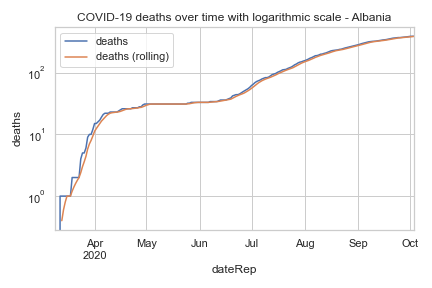 COVID-19 deaths over time with logarithmic scale - Albania
deaths
deaths (rolling)
10²
10¹
10⁰
deaths
Apr
2020
May
Jun
Jul
Aug
Sep
Oct
dateRep